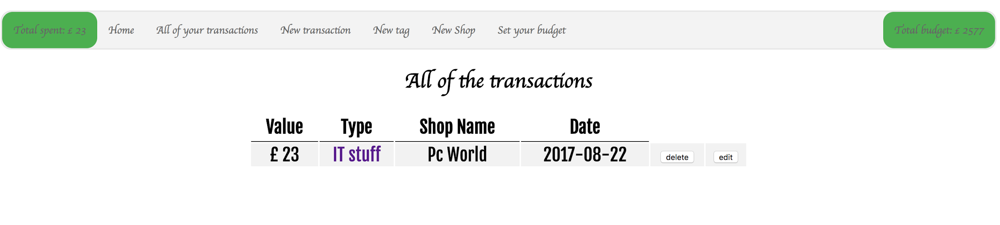 Total spent: £ 23 Home All of your transactions New transaction New tag New Shop Set your budget Total budget: £ 2577
All of the transactions
Value Type Shop Name Date
£ 23 IT stuff Pc World 2017-08-22 delete edit